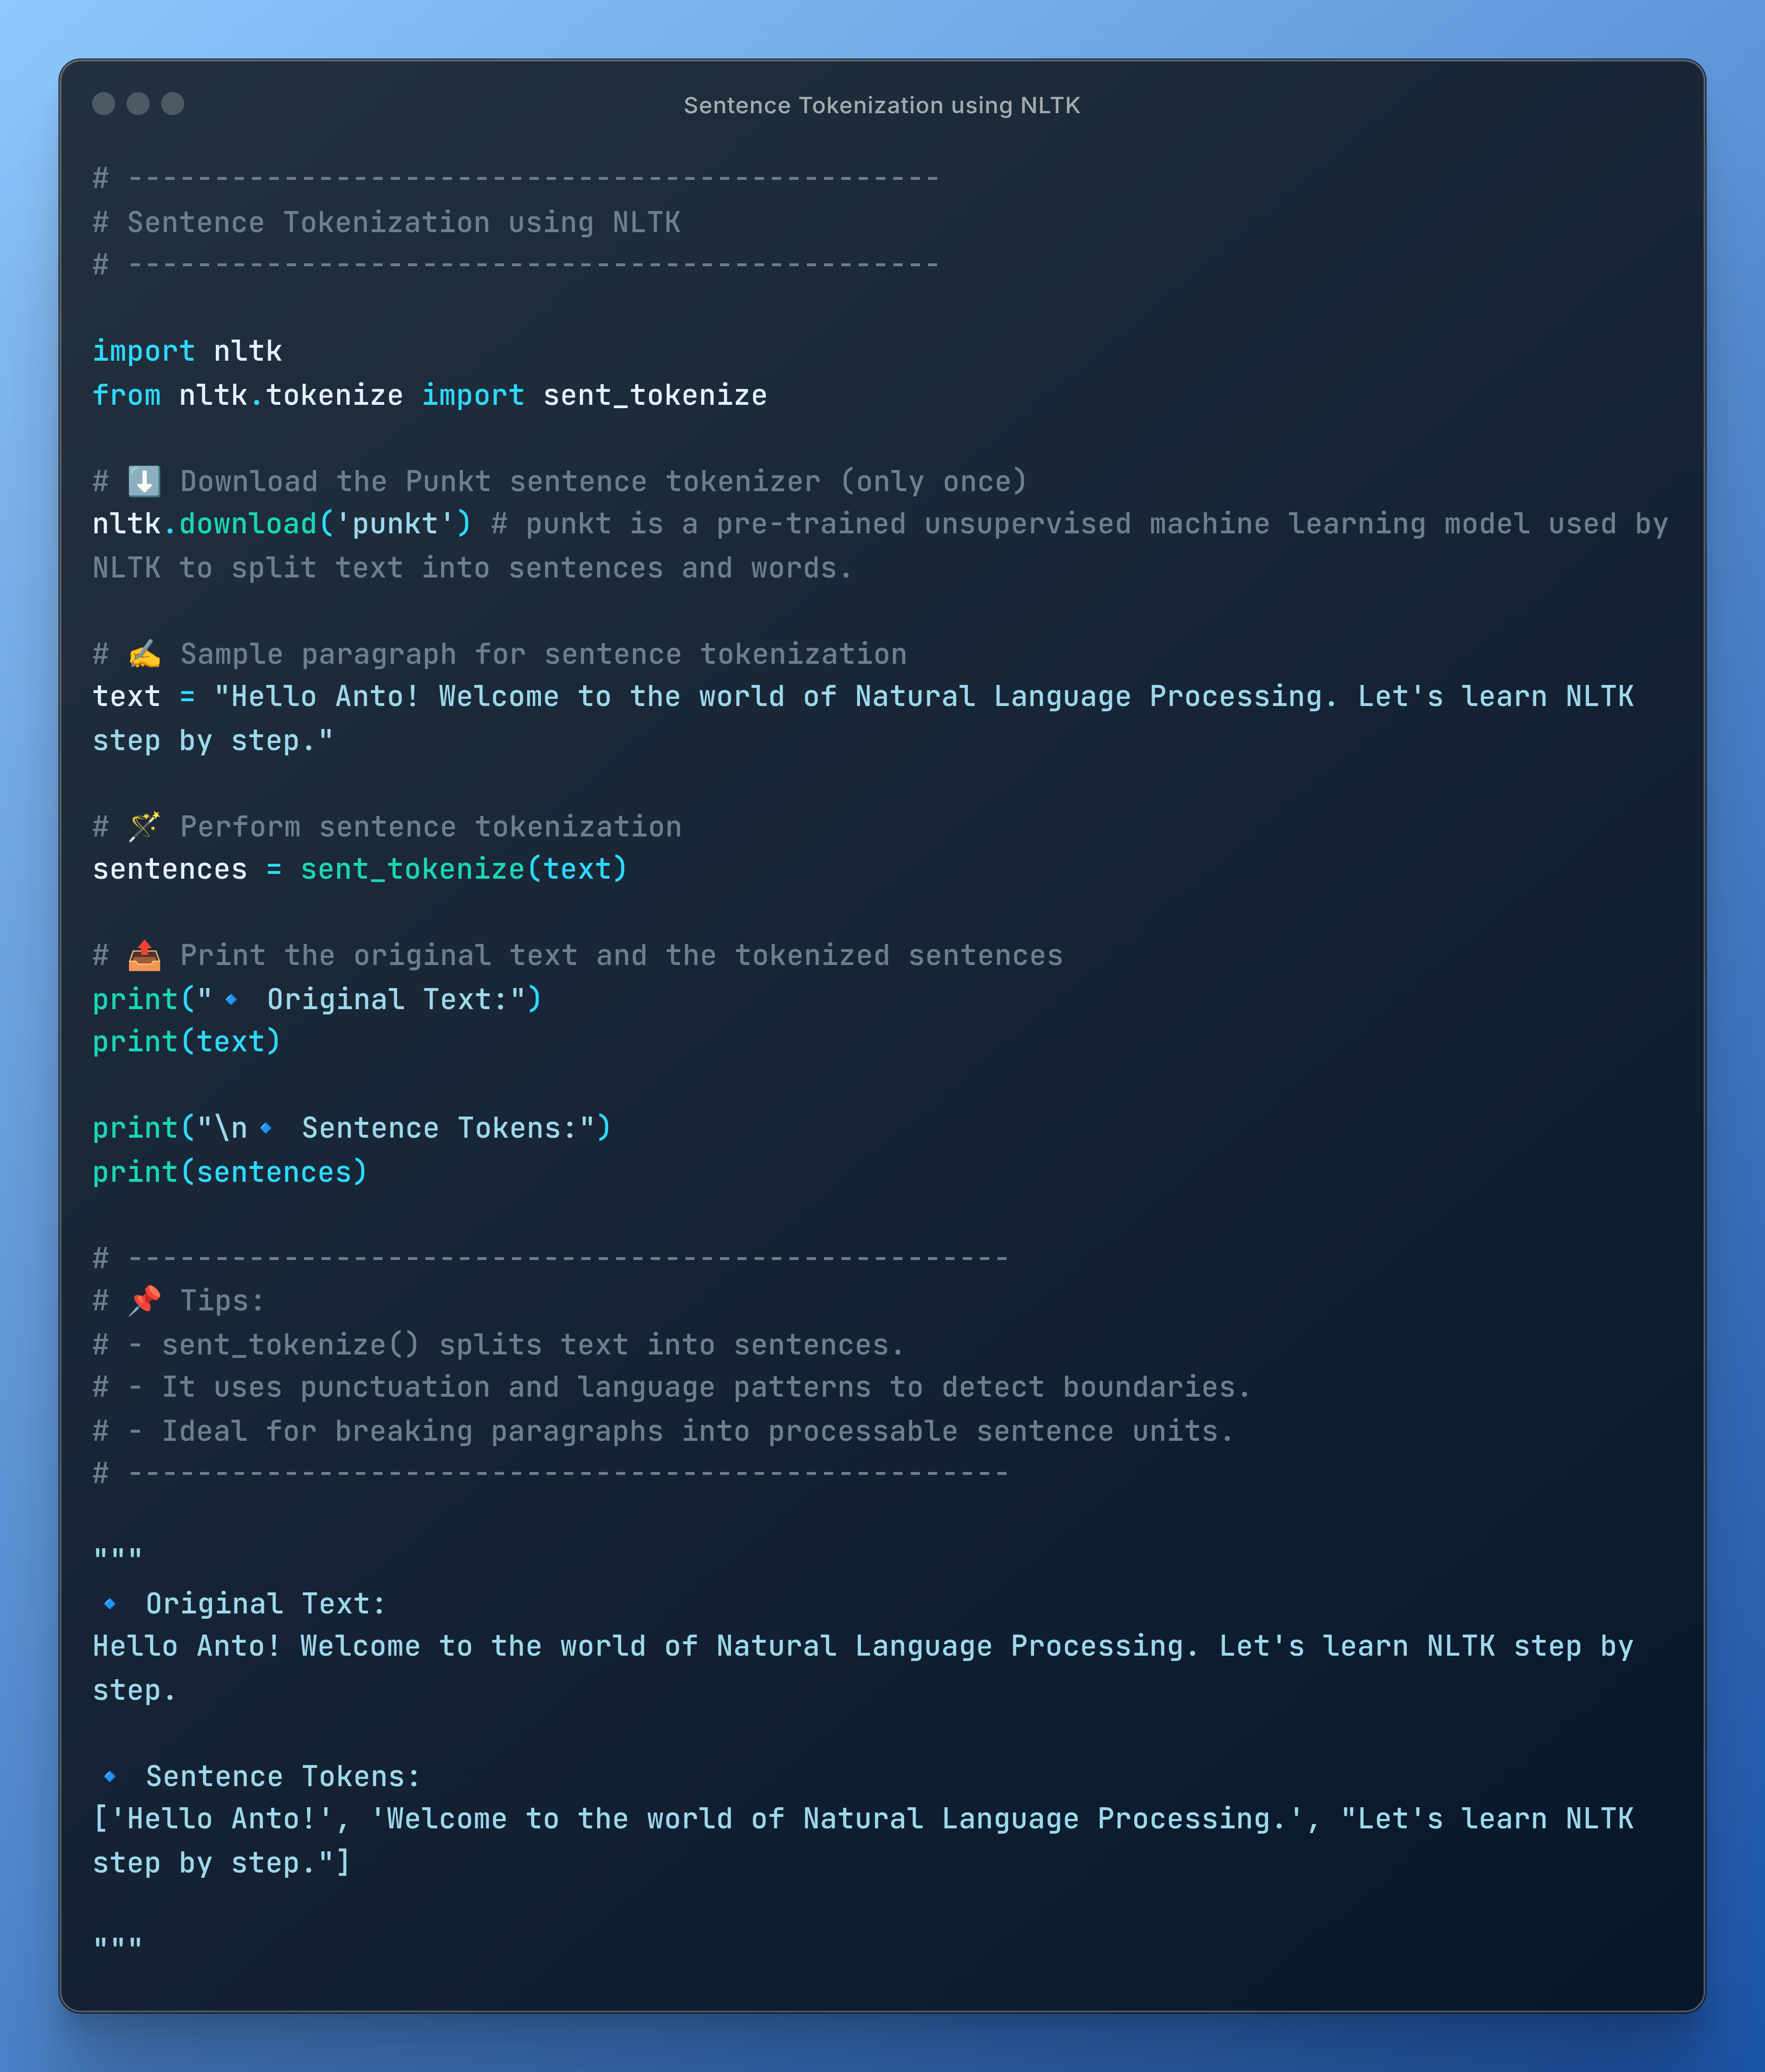 Sentence Tokenization using NLTK
# -----------------------------------------------
# Sentence Tokenization using NLTK
# -----------------------------------------------
import nltk
from nltk.tokenize import sent_tokenize
# ⬇️ Download the Punkt sentence tokenizer (only once)
nltk.download('punkt') # punkt is a pre-trained unsupervised machine learning model used by
NLTK to split text into sentences and words.
# ✍️ Sample paragraph for sentence tokenization
text = "Hello Anto! Welcome to the world of Natural Language Processing. Let's learn NLTK
step by step."
# 🪄 Perform sentence tokenization
sentences = sent_tokenize(text)
# 📤 Print the original text and the tokenized sentences
print("🔹 Original Text:")
print(text)
print("\n🔹 Sentence Tokens:")
print(sentences)
# ---------------------------------------------------
# 📌 Tips:
# - sent_tokenize() splits text into sentences.
# - It uses punctuation and language patterns to detect boundaries.
# - Ideal for breaking paragraphs into processable sentence units.
# ---------------------------------------------------
"""
🔹 Original Text:
Hello Anto! Welcome to the world of Natural Language Processing. Let's learn NLTK step by
step.
🔹 Sentence Tokens:
['Hello Anto!', 'Welcome to the world of Natural Language Processing.', "Let's learn NLTK
step by step."]
"""